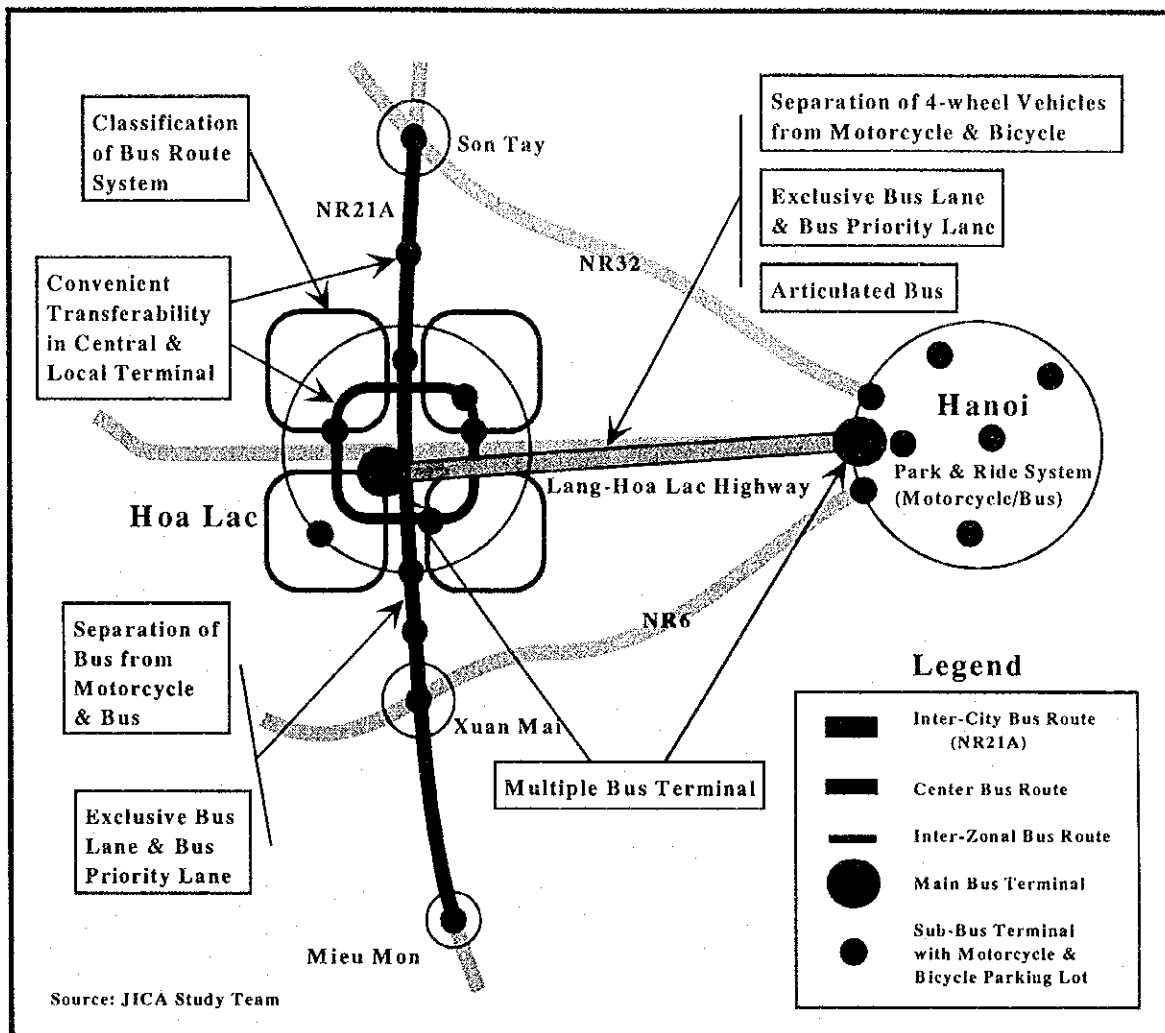 Classification
of Bus Route
System
Son Tay
NR21A
Separation of 4-wheel Vehicles
from Motorcycle & Bicycle
Exclusive Bus Lane
& Bus Priority Lane
Articulated Bus
NR32
Convenient
Transferability
in Central &
Local Terminal
Hanoi
Park & Ride System
(Motorcycle/Bus)
Lang-Hoa Lac Highway
Hoa Lac
Separation of
Bus from
Motorcycle
& Bus
NR6
Xuan Mai
Multiple Bus Terminal
Exclusive Bus
Lane & Bus
Priority Lane
Mieu Mon
Legend
Inter-City Bus Route
(NR21A)
Center Bus Route
Inter-Zonal Bus Route
Main Bus Terminal
Sub-Bus Terminal
with Motorcycle &
Bicycle Parking Lot
Source: JICA Study Team